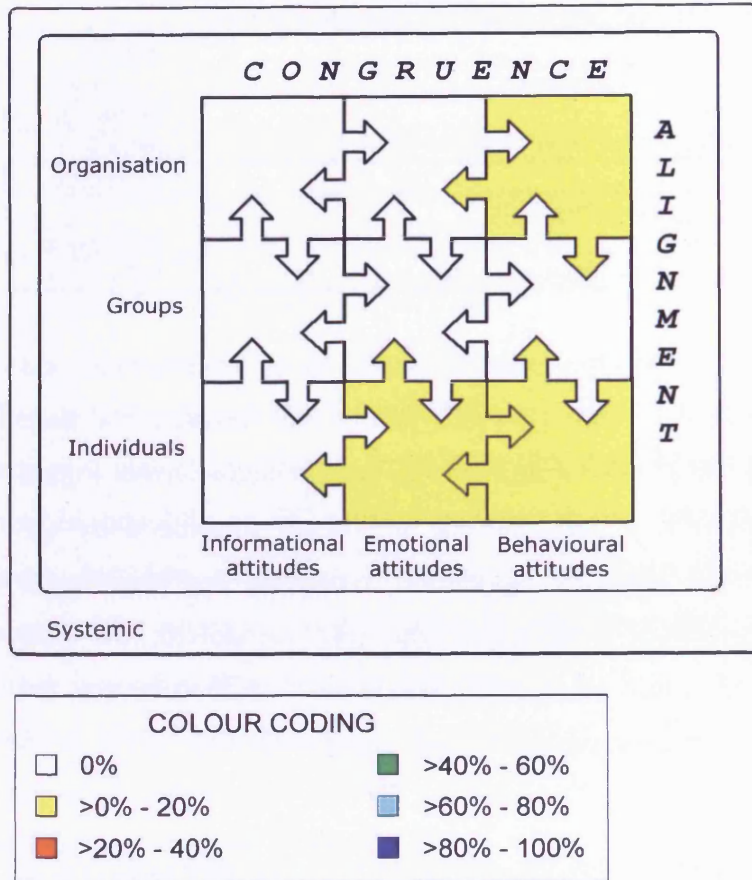 CONGRUENCE
ALIGNMENT
Organisation
Groups
Individuals
Informational attitudes
Emotional attitudes
Behavioural attitudes
Systemic
COLOUR CODING
0%
>0% - 20%
>20% - 40%
>40% - 60%
>60% - 80%
>80% - 100%